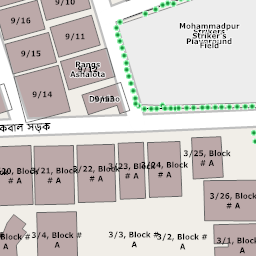 9/10
9/16
9/11
9/15
Rangs
Ashalota
9/14
Mohammadpur
Striker's
Playground
Field
3/21, Block
# A
3/22, Block
# A
3/23, Block
# A
3/24, Block
# A
3/25, Block
# A
3/26, Block
# A
3/4, Block #
A
3/3, Block #
A
3/2, Block #
A
3/1, Block #
A